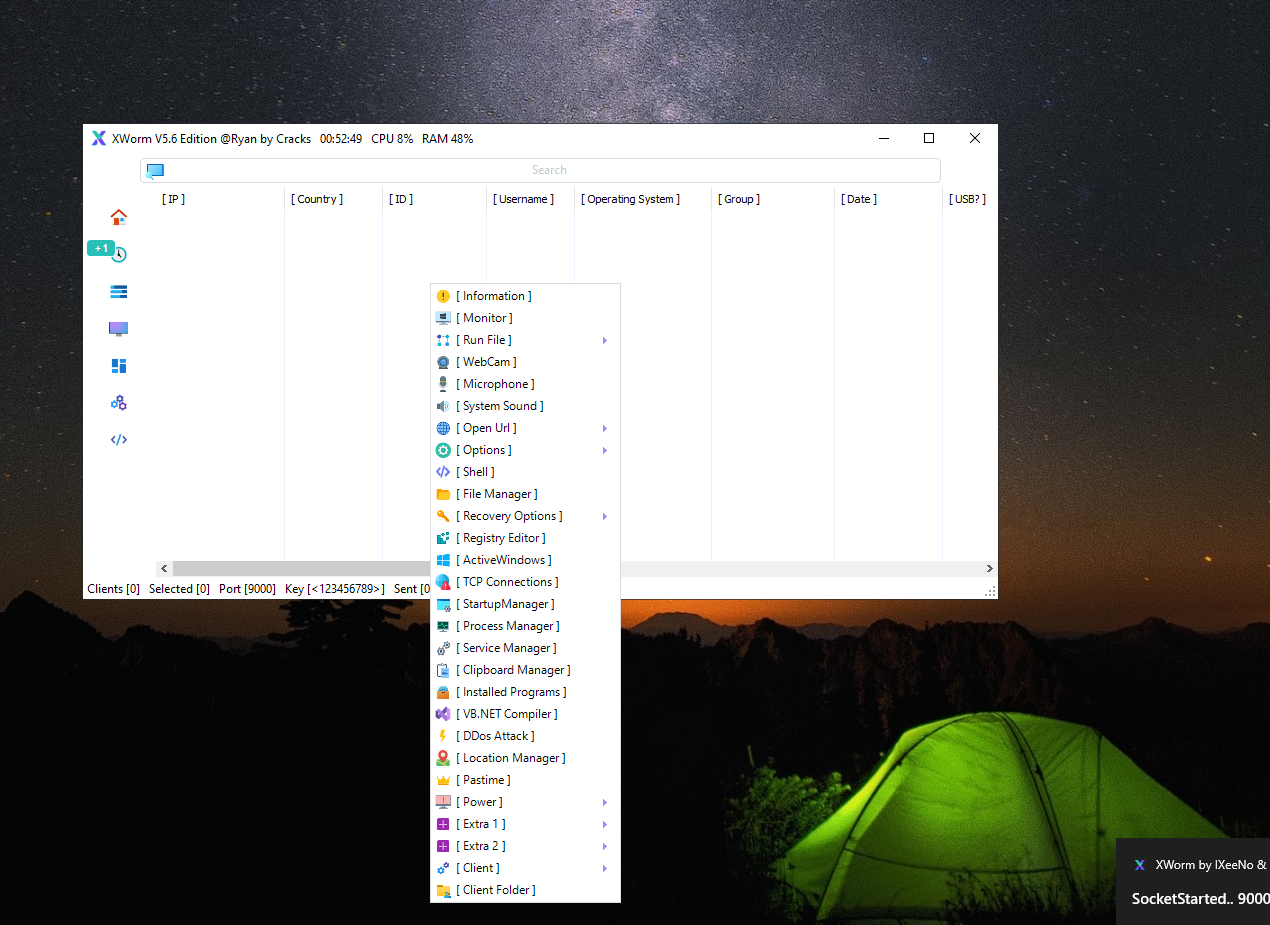 XWorm V5.6 Edition @Ryan by Cracks 00:52:49 CPU 8% RAM 48%
Search
[ IP ] [ Country ] [ ID ] [ Username ] [ Operating System ] [ Group ] [ Date ] [ USB? ]
+1
[ Information ]
[ Monitor ]
[ Run File ]
[ WebCam ]
[ Microphone ]
[ System Sound ]
[ Open Url ]
[ Options ]
[ Shell ]
[ File Manager ]
[ Recovery Options ]
[ Registry Editor ]
[ ActiveWindows ]
[ TCP Connections ]
[ StartupManager ]
[ Process Manager ]
[ Service Manager ]
[ Clipboard Manager ]
[ Installed Programs ]
[ VB.NET Compiler ]
[ DDos Attack ]
[ Location Manager ]
[ Pastime ]
[ Power ]
[ Extra 1 ]
[ Extra 2 ]
[ Client ]
[ Client Folder ]
Clients [0] Selected [0] Port [9000] Key [<123456789>] Sent [0
XWorm by IXeeNo &
SocketStarted.. 9000